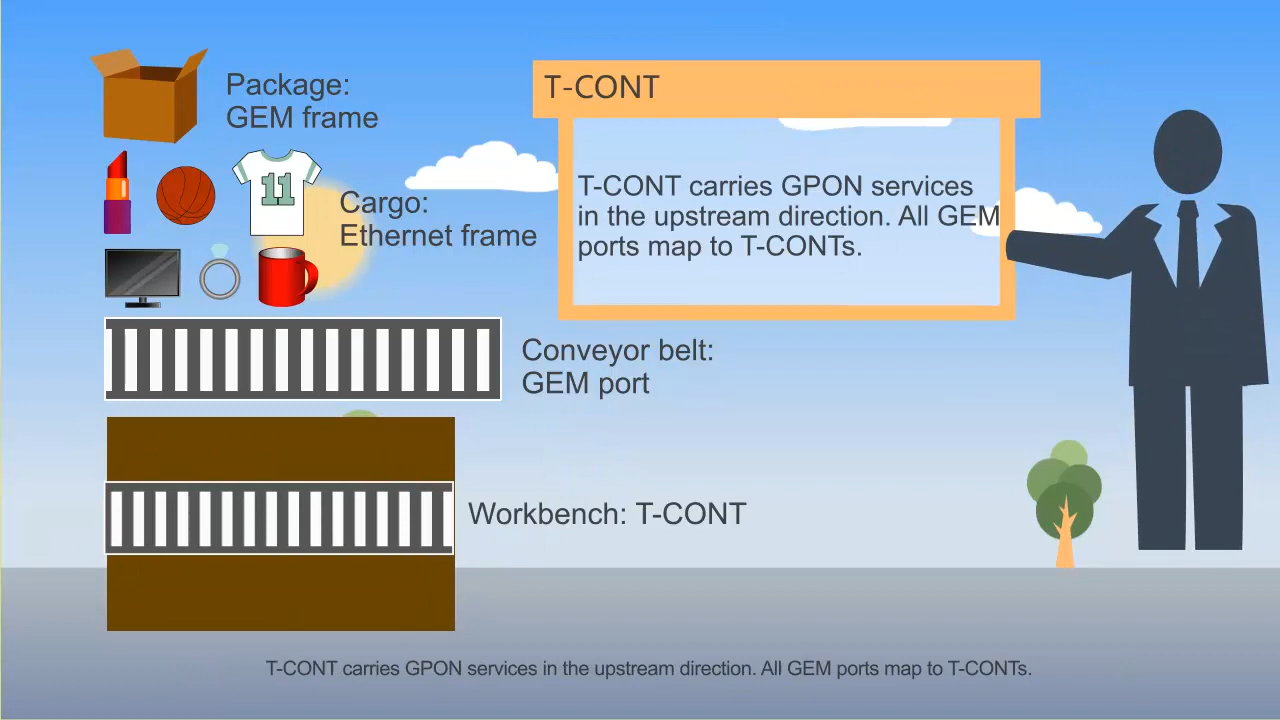 Package:
GEM frame
T-CONT
11
Cargo:
Ethernet frame
T-CONT carries GPON services
in the upstream direction. All GEM
ports map to T-CONTs.
Conveyor belt:
GEM port
Workbench: T-CONT
T-CONT carries GPON services in the upstream direction. All GEM ports map to T-CONTs.